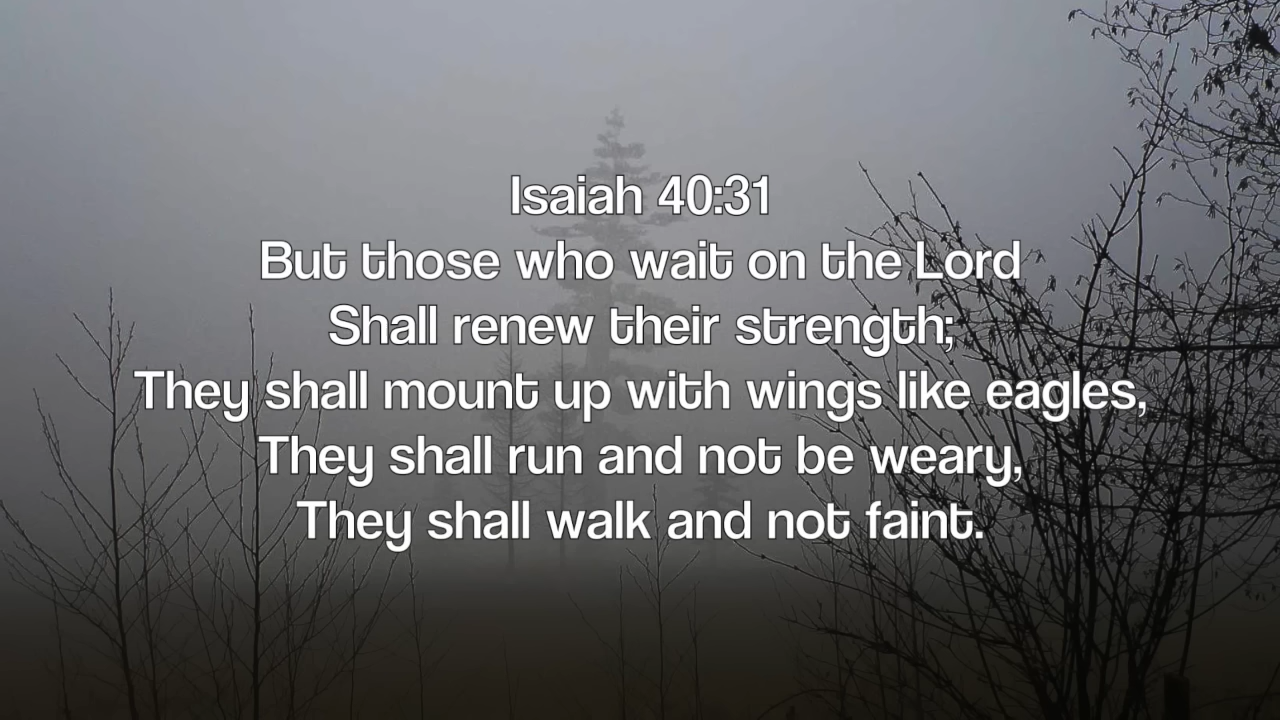 Isaiah 40:31
But those who wait on the Lord
Shall renew their strength;
They shall mount up with wings like eagles,
They shall run and not be weary,
They shall walk and not faint.